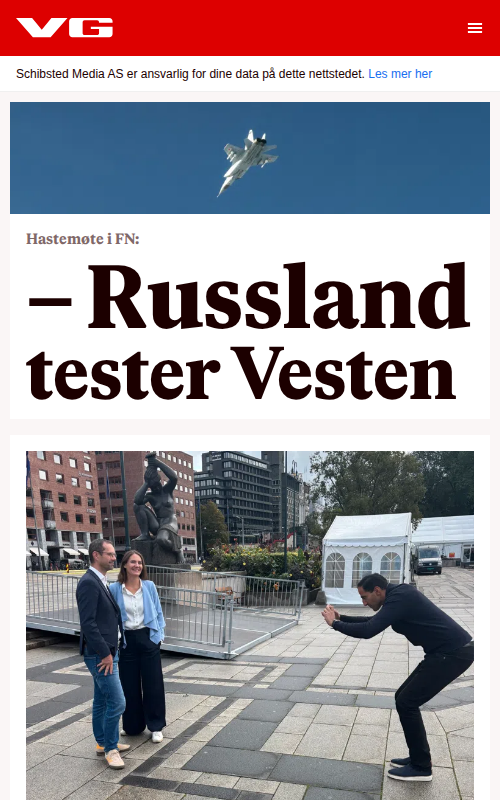 VG
Schibsted Media AS er ansvarlig for dine data på dette nettstedet. Les mer her
Hastemøte i FN:
– Russland
tester Vesten